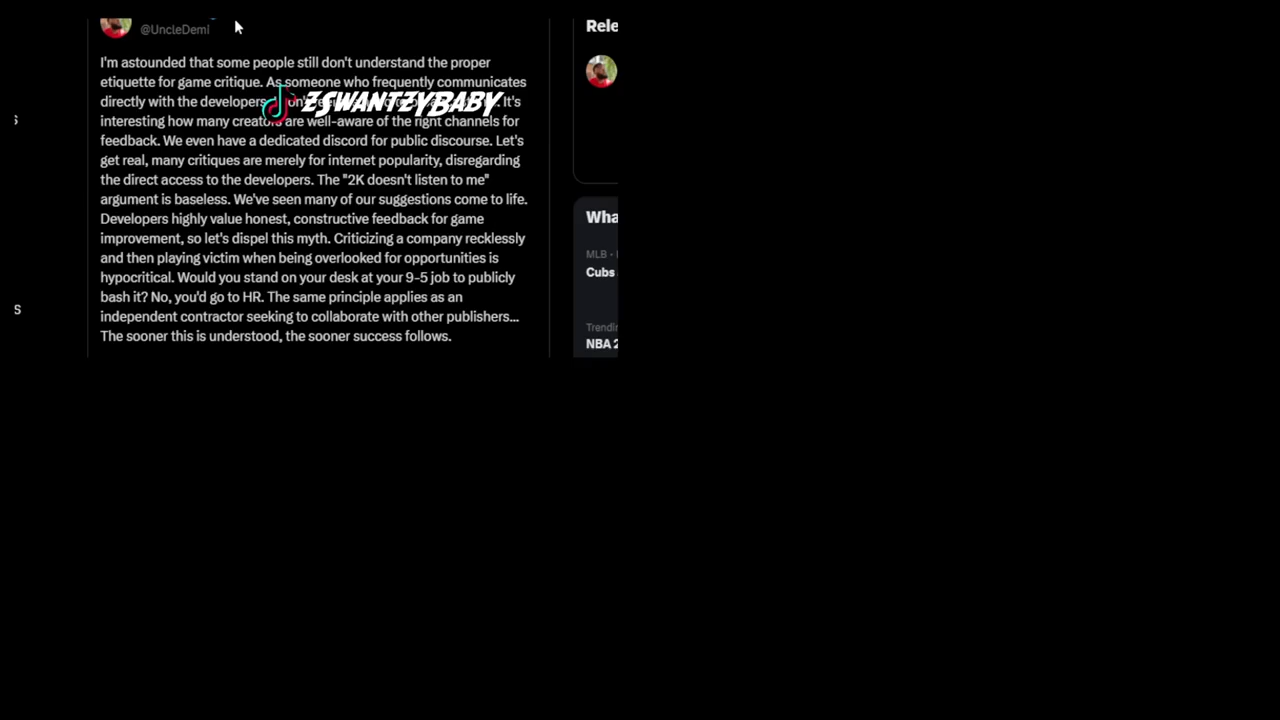 @UncleDemI
I'm astounded that some people still don't understand the proper
etiquette for game critique. As someone who frequently communicates
directly with the developers, I don't It's
ZSWANTZYBABY
interesting how many creators are well-aware of the right channels for
feedback. We even have a dedicated discord for public discourse. Let's
get real, many critiques are merely for internet popularity, disregarding
the direct access to the developers. The "2K doesn't listen to me"
argument is baseless. We've seen many of our suggestions come to life.
Developers highly value honest, constructive feedback for game
improvement, so let's dispel this myth. Criticizing a company recklessly
and then playing victim when being overlooked for opportunities is
hypocritical. Would you stand on your desk at your 9-5 job to publicly
bash it? No, you'd go to HR. The same principle applies as an
independent contractor seeking to collaborate with other publishers...
The sooner this is understood, the sooner success follows.
s
s
Rele
Wha
MLB ·
Cubs
Trendin
NBA 2